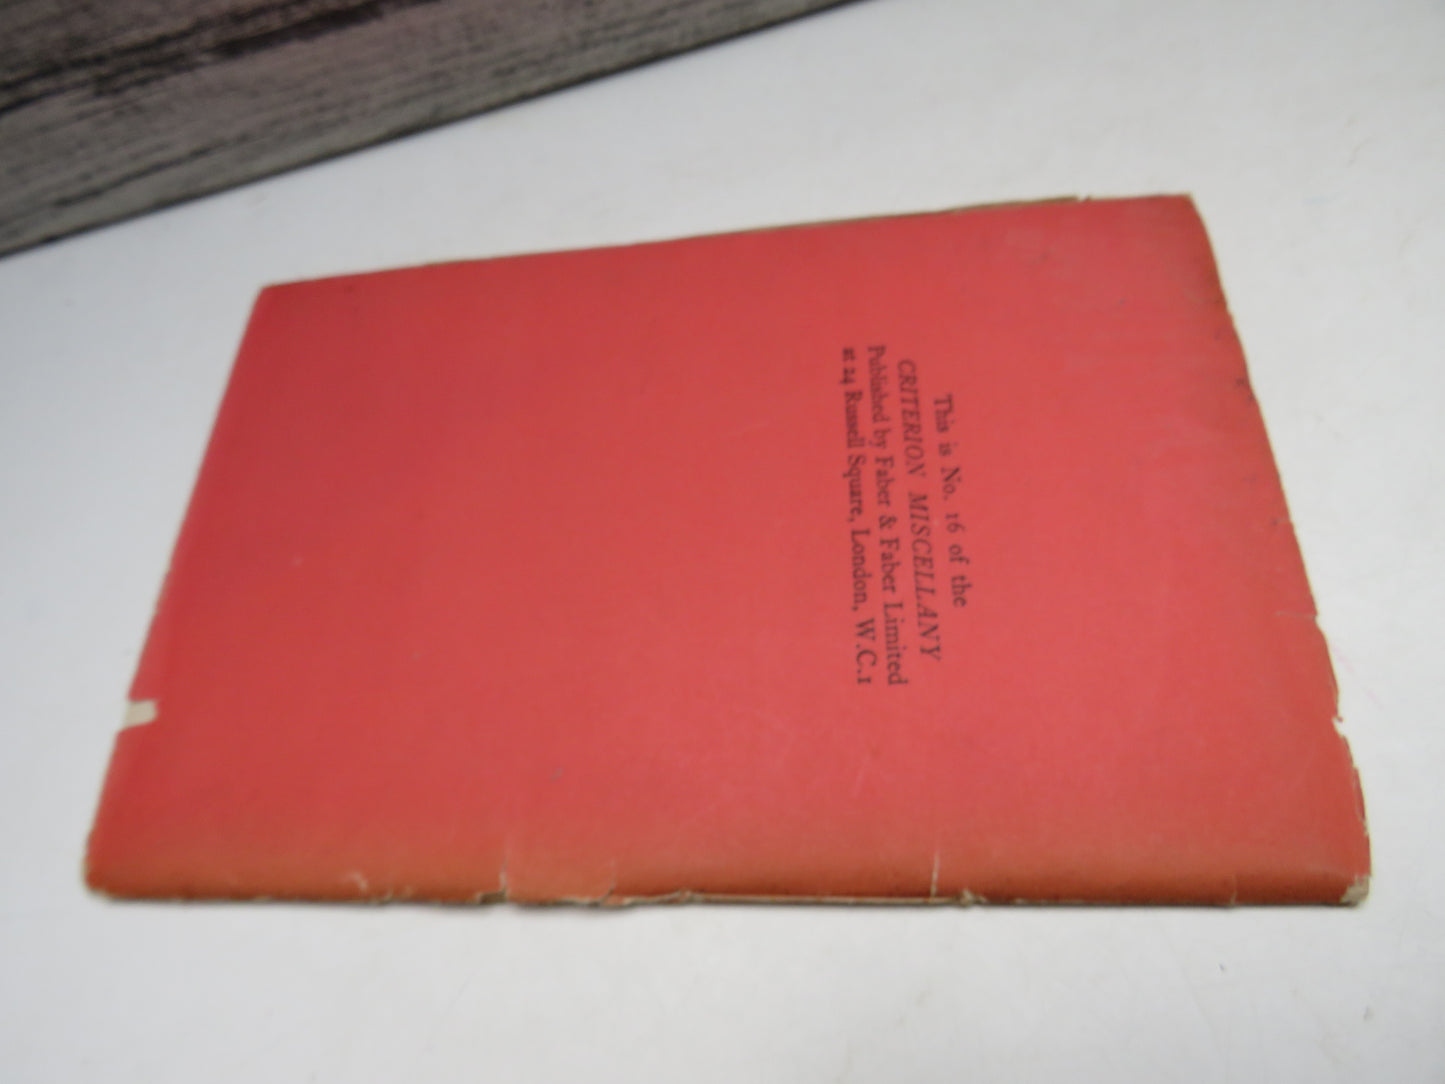 This is No. 16 of the
CRITERION MISCELLANY
Published by Faber & Faber Limited
at 24 Russell Square, London, W.C.1